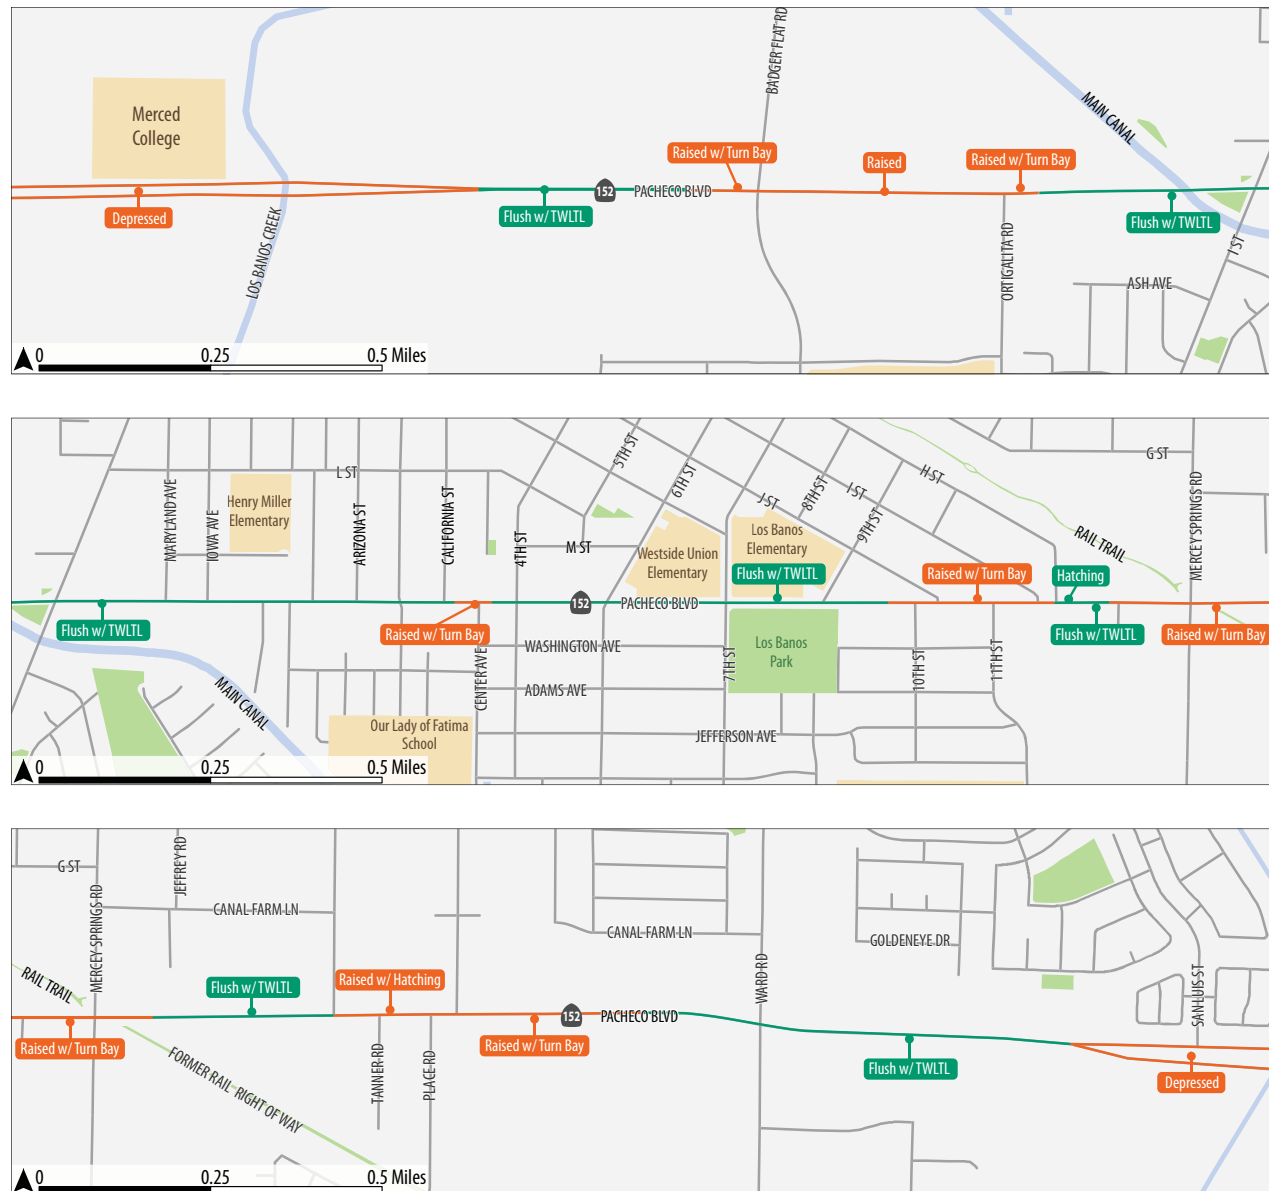 BADGER FLAT RD
MAIN CANAL
Merced
College
Raised w/ Turn Bay
Raised
Raised w/ Turn Bay
152
PACHECO BLVD
Depressed
Flush w/ TWLTL
Flush w/ TWLTL
LOS BANOS CREEK
ORTIGALITA RD
I ST
ASH AVE
0 0.25 0.5 Miles
5TH ST
G ST
L ST
6TH ST
H ST
MARYLAND AVE
IOWA AVE
Henry Miller
Elementary
ARIZONA ST
CALIFORNIA ST
4TH ST
M ST
J ST
8TH ST
I ST
9TH ST
RAIL TRAIL
MERCEY SPRINGS RD
Westside Union
Elementary
Los Banos
Elementary
Flush w/ TWLTL
Raised w/ Turn Bay
Hatching
152
PACHECO BLVD
Flush w/ TWLTL
Raised w/ Turn Bay
Flush w/ TWLTL
Raised w/ Turn Bay
WASHINGTON AVE
Los Banos
Park
CENTER AVE
7TH ST
10TH ST
11TH ST
ADAMS AVE
MAIN CANAL
Our Lady of Fatima
School
JEFFERSON AVE
0 0.25 0.5 Miles
G ST
JEFFREY RD
MERCEY SPRINGS RD
CANAL FARM LN
CANAL FARM LN
GOLDENEYE DR
RAIL TRAIL
Flush w/ TWLTL
Raised w/ Hatching
WARD RD
SAN LUIS ST
152
PACHECO BLVD
Raised w/ Turn Bay
Raised w/ Turn Bay
Flush w/ TWLTL
Depressed
FORMER RAIL RIGHT OF WAY
TANNER RD
PLACE RD
0 0.25 0.5 Miles